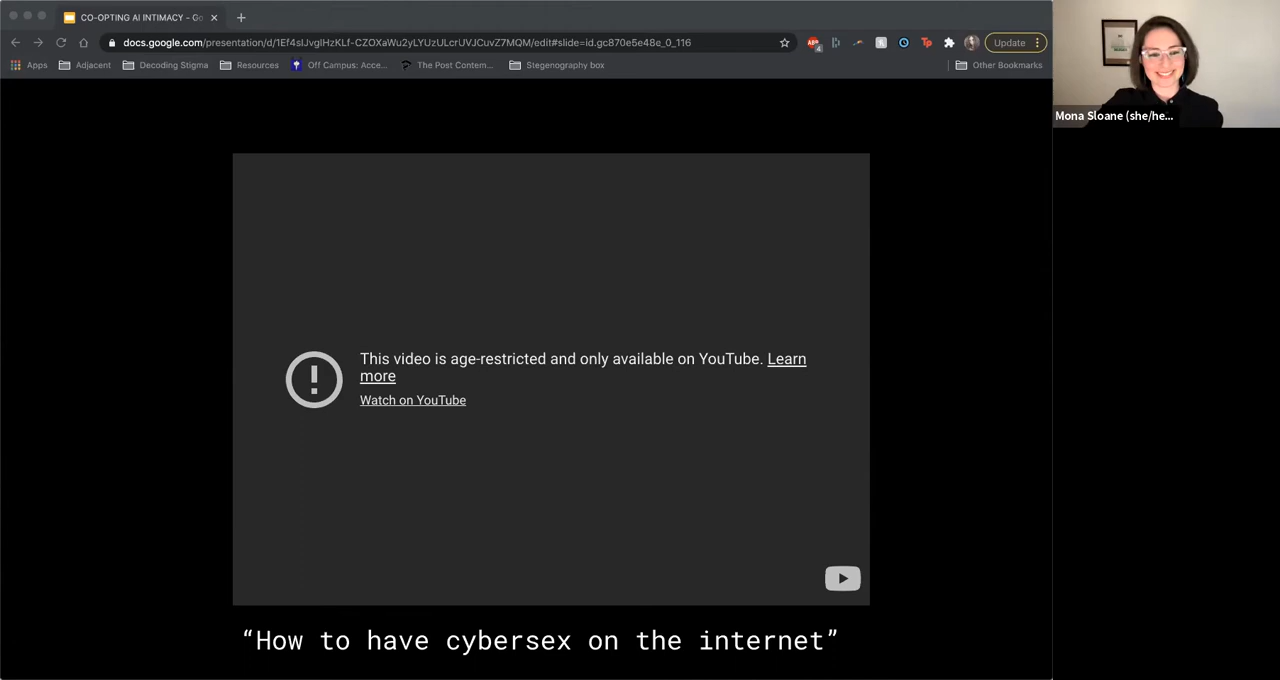 CO-OPTING AI INTIMACY – Go
docs.google.com/presentation/d/1Ef4sIJvgIHzKLf-CZOXaWu2yLYUzULcrUVJCuvZ7MQM/edit#slide=id.gc870e5e48e_0_116
ABP
4
Tp
Update
Apps
Adjacent
Decoding Stigma
Resources
Off Campus: Acce...
The Post Contem...
Stegenography box
Other Bookmarks
Mona Sloane (she/he...
This video is age-restricted and only available on YouTube. Learn
more
Watch on YouTube
“How to have cybersex on the internet”